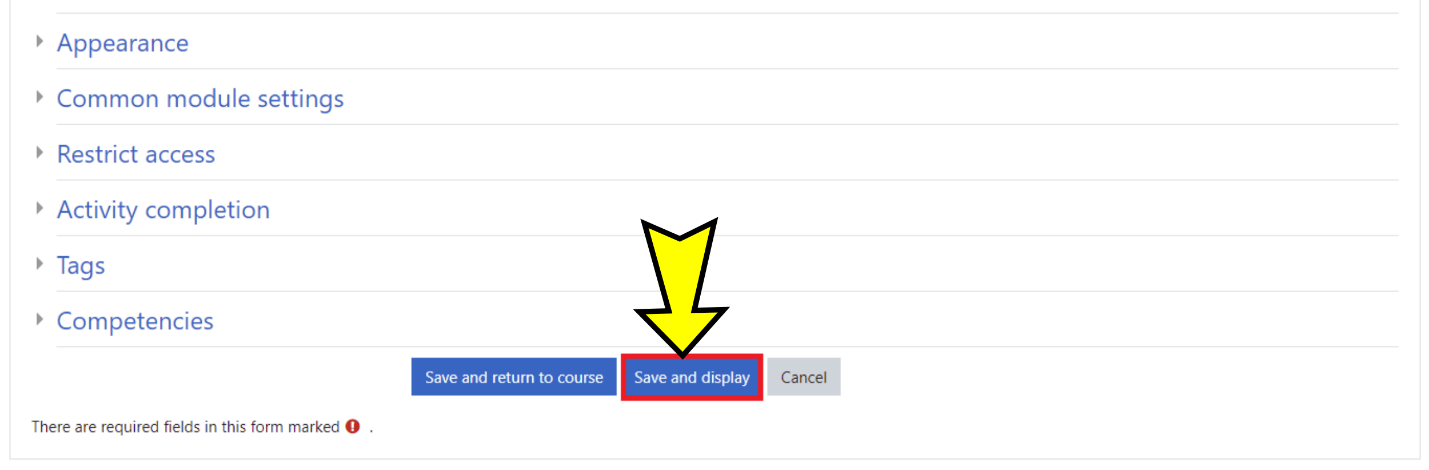 Appearance
Common module settings
Restrict access
Activity completion
Tags
Competencies
Save and return to course Save and display Cancel
There are required fields in this form marked .